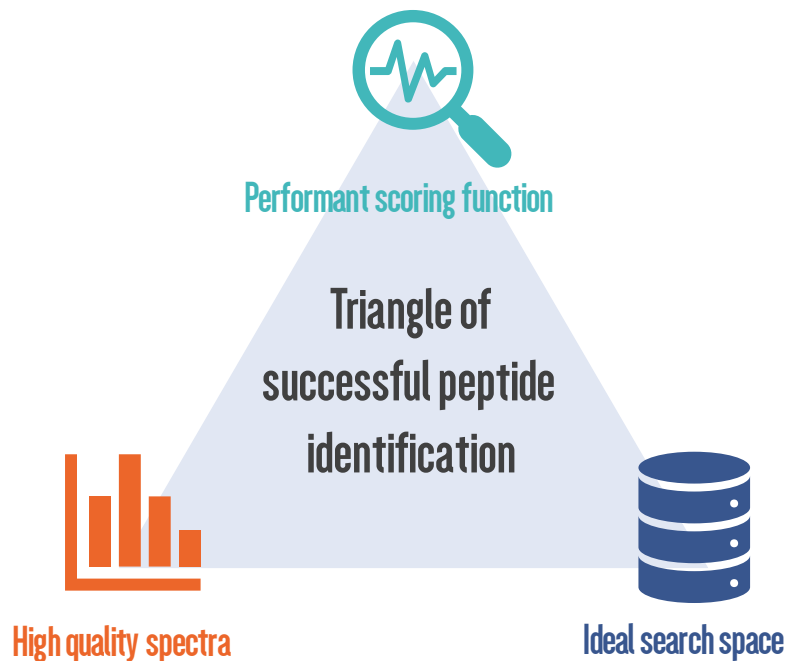 Performant scoring function
Triangle of
successful peptide
identification
High quality spectra
Ideal search space